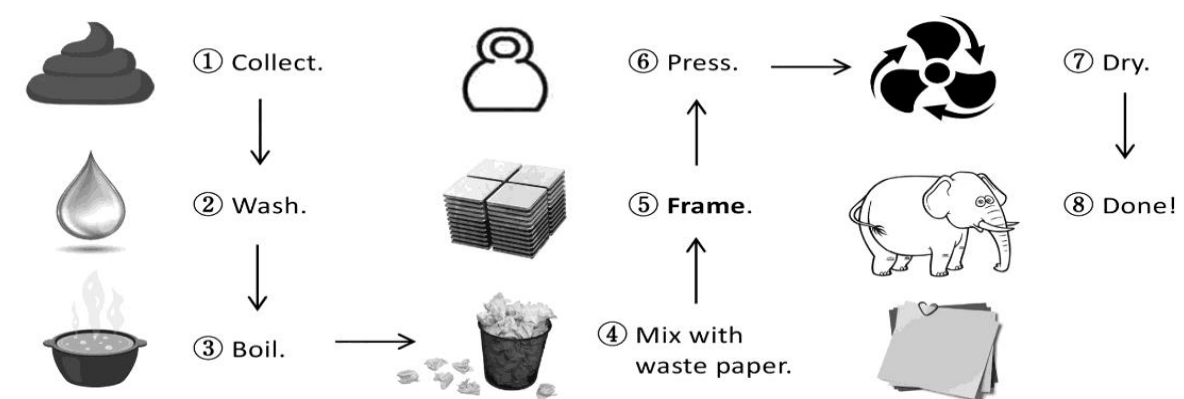 ① Collect.
② Wash.
③ Boil.
④ Mix with
waste paper.
⑤ Frame.
⑥ Press.
⑦ Dry.
⑧ Done!